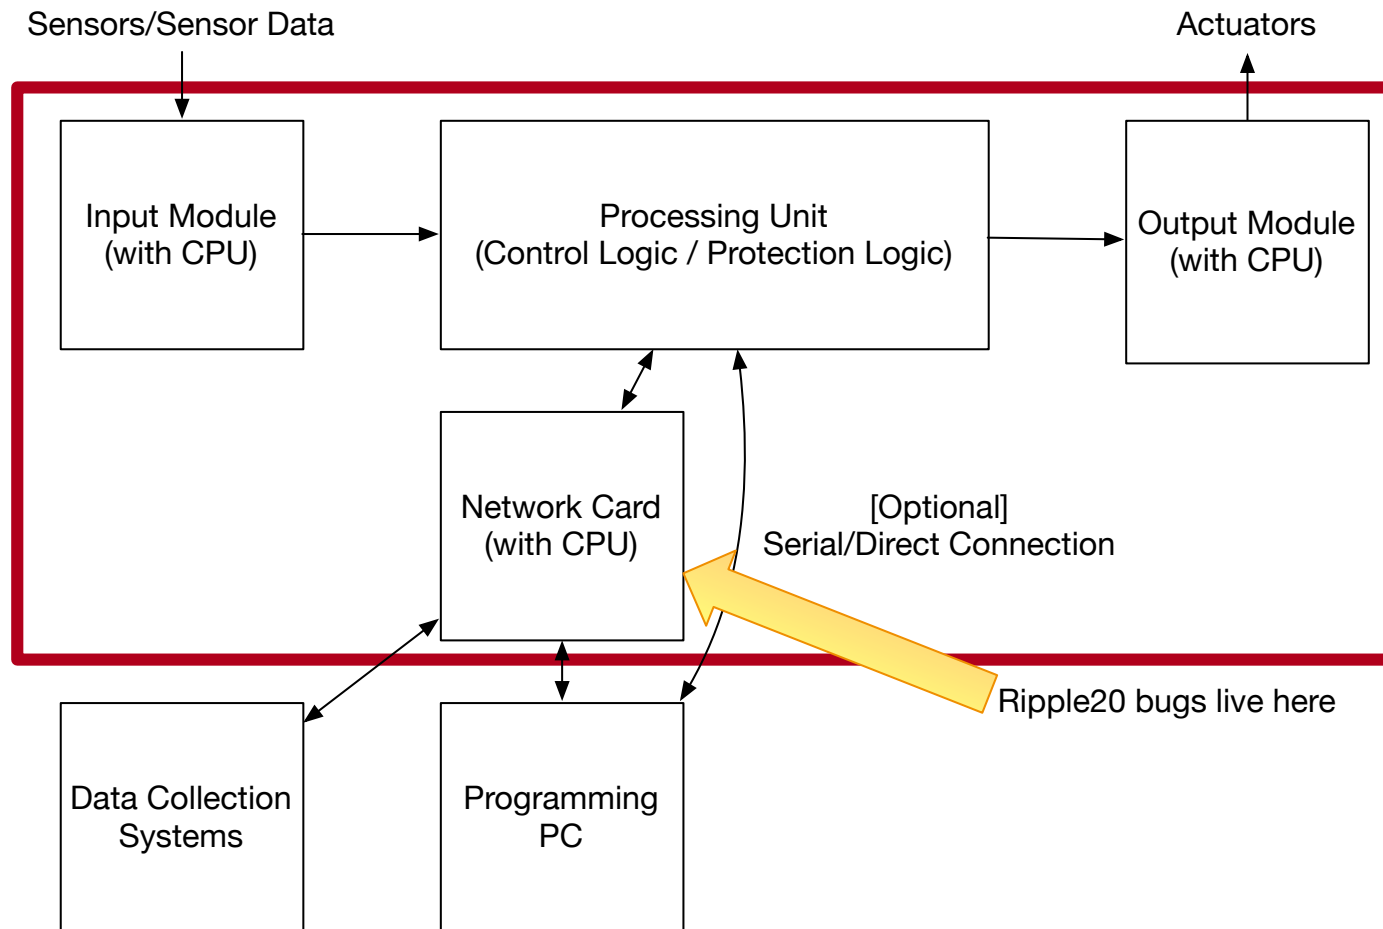 Sensors/Sensor Data
Actuators
Input Module
(with CPU)
Processing Unit
(Control Logic / Protection Logic)
Output Module
(with CPU)
Network Card
(with CPU)
[Optional]
Serial/Direct Connection
Ripple20 bugs live here
Data Collection
Systems
Programming
PC